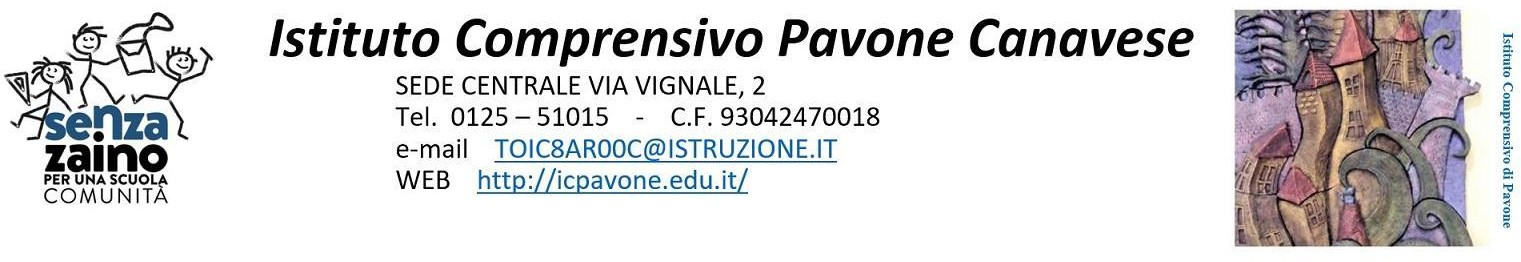 senza
zaino
PER UNA SCUOLA
COMUNITÀ
Istituto Comprensivo Pavone Canavese
SEDE CENTRALE VIA VIGNALE, 2
Tel. 0125 – 51015 - C.F. 93042470018
e-mail TOIC8AR00C@ISTRUZIONE.IT
WEB http://icpavone.edu.it/
Istituto Comprensivo di Pavone